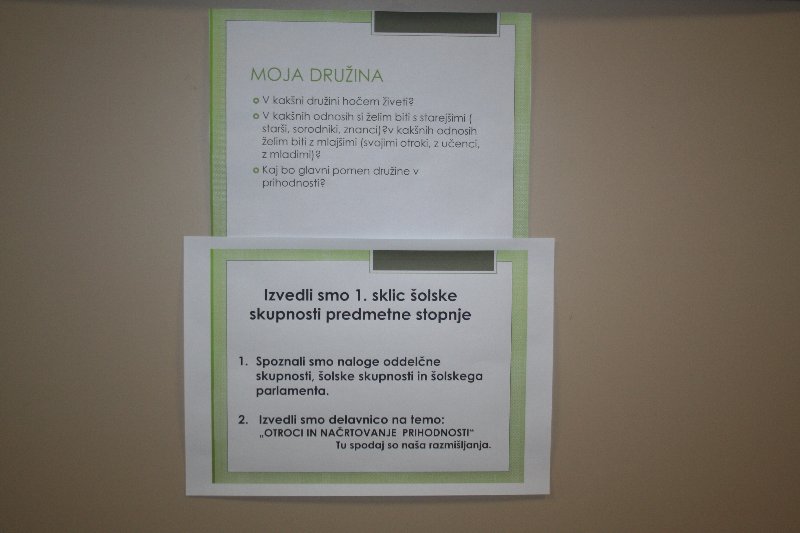 MOJA DRUŽINA
V kakšni družini hočem živeti?
V kakšnih odnosih si želim biti s starejšimi (
starši, sorodniki, znanci)?v kakšnih odnosih
želim biti z mlajšimi (svojimi otroki, z učenci,
z mladimi)?
Kaj bo glavni pomen družine v
prihodnosti?
Izvedli smo 1. sklic šolske
skupnosti predmetne stopnje
1. Spoznali smo naloge oddelčne
skupnosti, šolske skupnosti in šolskega
parlamenta.
2. Izvedli smo delavnico na temo:
„OTROCI IN NAČRTOVANJE PRIHODNOSTI“
Tu spodaj so naša razmišljanja.